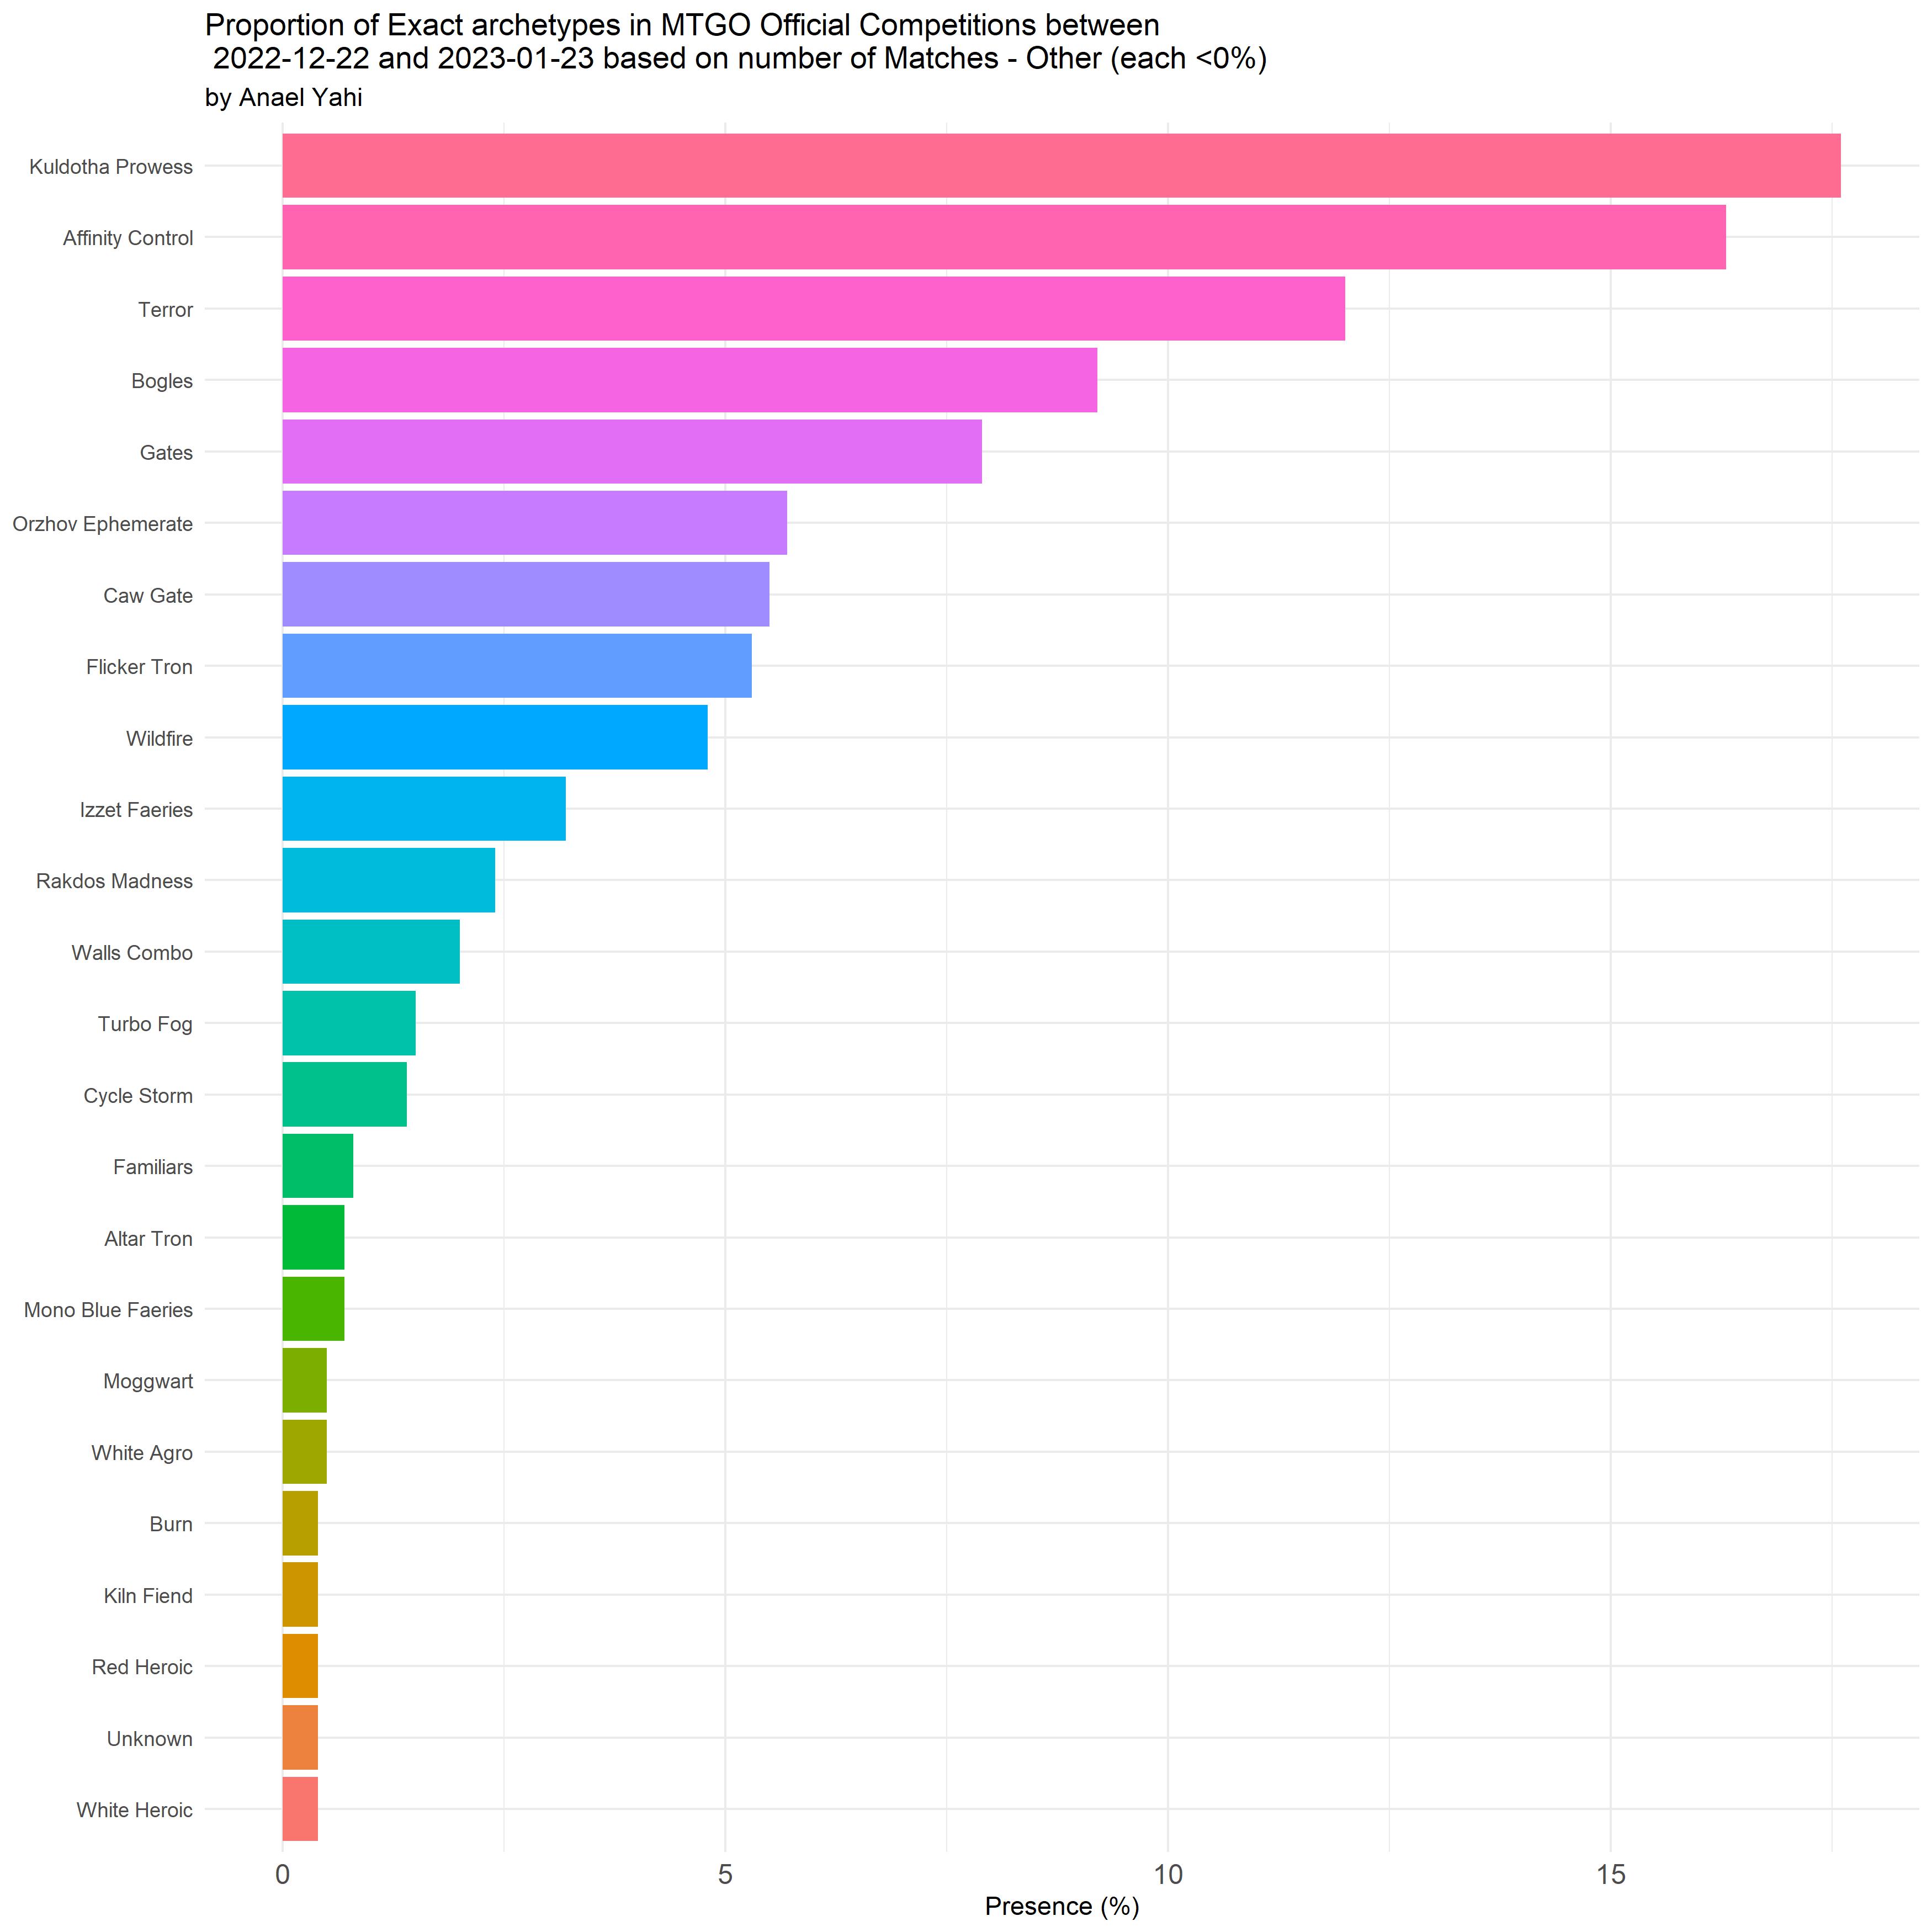 Proportion of Exact archetypes in MTGO Official Competitions between
2022-12-22 and 2023-01-23 based on number of Matches - Other (each <0%)
by Anael Yahi
Kuldotha Prowess
Affinity Control
Terror
Bogles
Gates
Orzhov Ephemerate
Caw Gate
Flicker Tron
Wildfire
Izzet Faeries
Rakdos Madness
Walls Combo
Turbo Fog
Cycle Storm
Familiars
Altar Tron
Mono Blue Faeries
Moggwart
White Agro
Burn
Kiln Fiend
Red Heroic
Unknown
White Heroic
0 5 10 15
Presence (%)